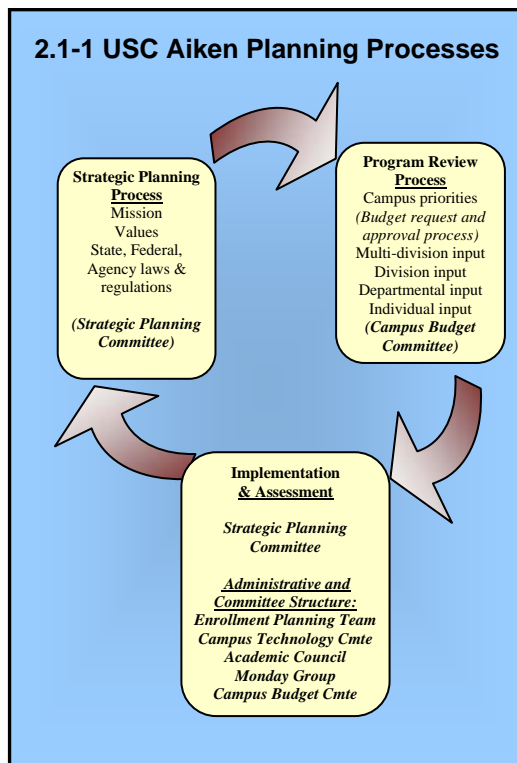 2.1-1 USC Aiken Planning Processes
Strategic Planning
Process
Mission
Values
State, Federal,
Agency laws &
regulations
(Strategic Planning
Committee)
Program Review
Process
Campus priorities
(Budget request and
approval process)
Multi-division input
Division input
Departmental input
Individual input
(Campus Budget
Committee)
Implementation
& Assessment
Strategic Planning
Committee
Administrative and
Committee Structure:
Enrollment Planning Team
Campus Technology Cmte
Academic Council
Monday Group
Campus Budget Cmte